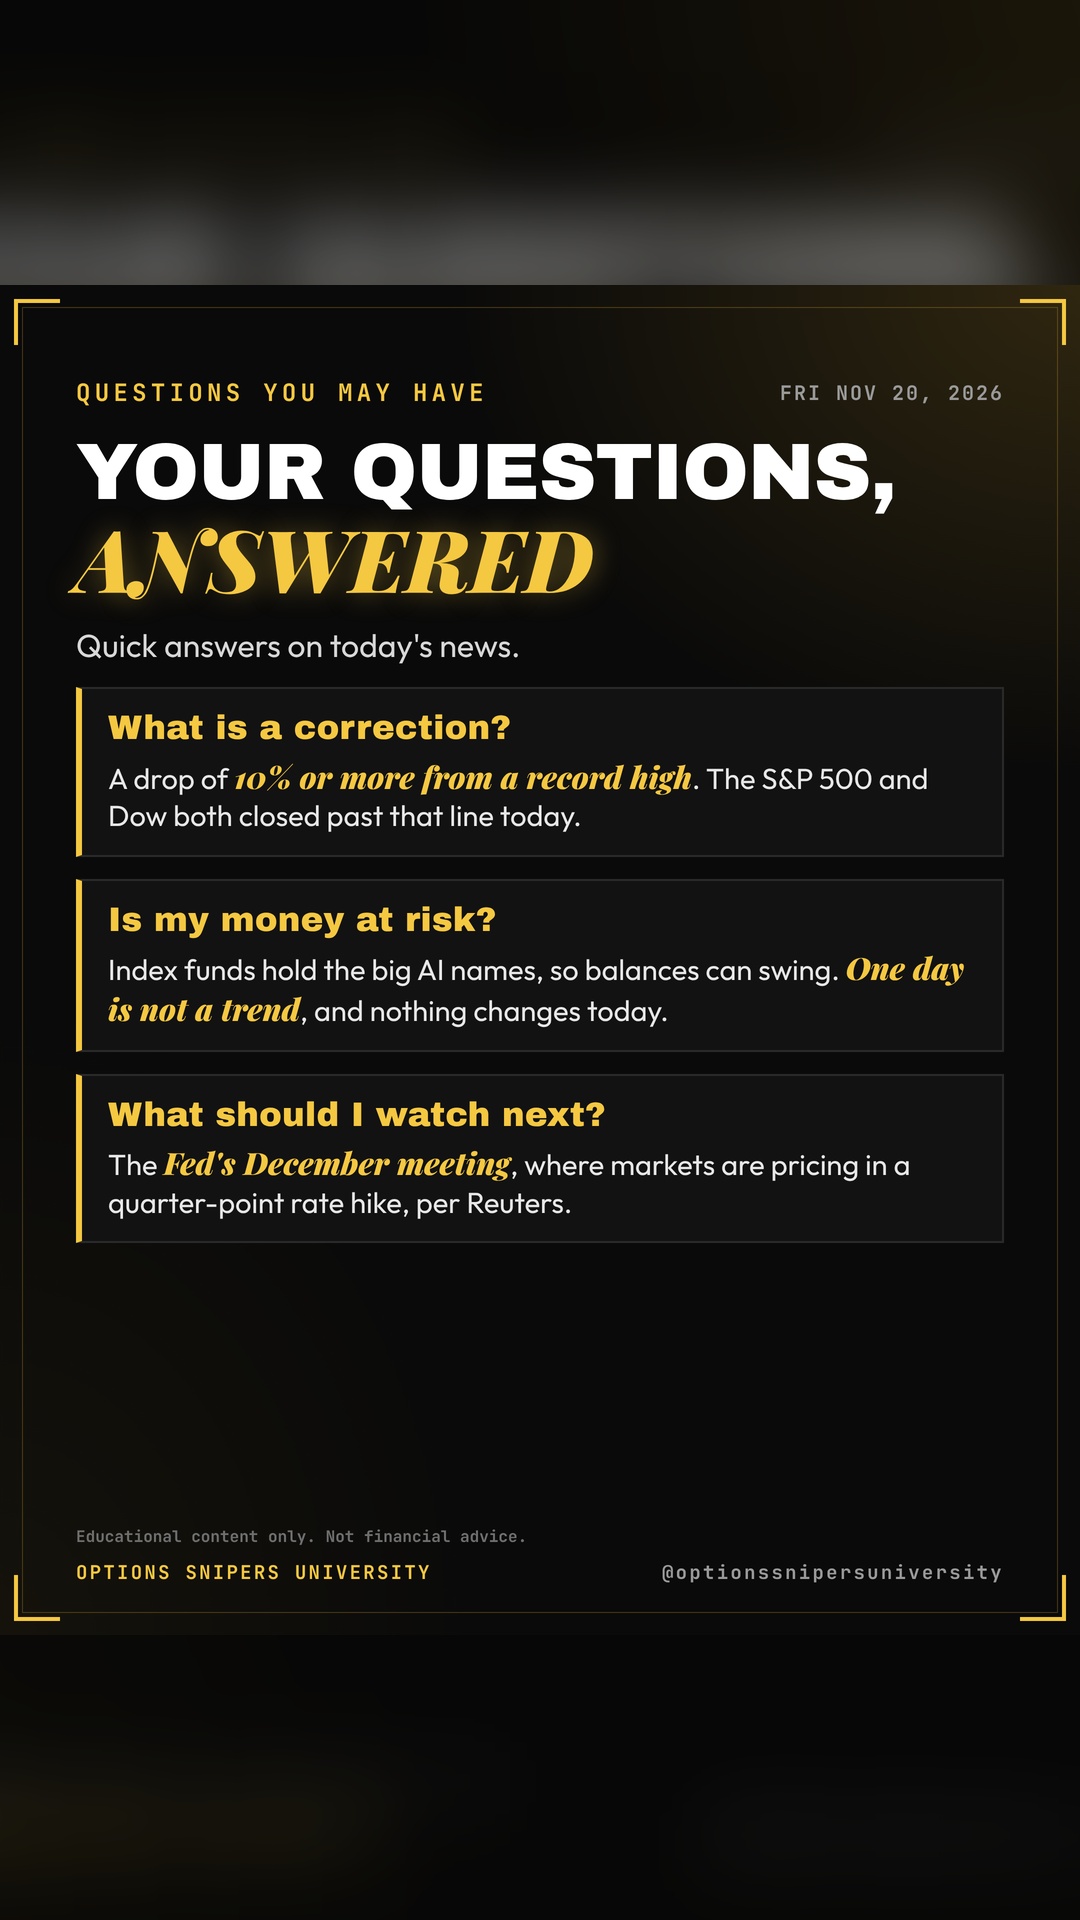 QUESTIONS YOU MAY HAVE
FRI NOV 20, 2026
YOUR QUESTIONS,
ANSWERED
Quick answers on today's news.
What is a correction?
A drop of 10% or more from a record high. The S&P 500 and
Dow both closed past that line today.
Is my money at risk?
Index funds hold the big AI names, so balances can swing. One day
is not a trend, and nothing changes today.
What should I watch next?
The Fed's December meeting, where markets are pricing in a
quarter-point rate hike, per Reuters.
Educational content only. Not financial advice.
OPTIONS SNIPERS UNIVERSITY
@optionssnipersuniversity